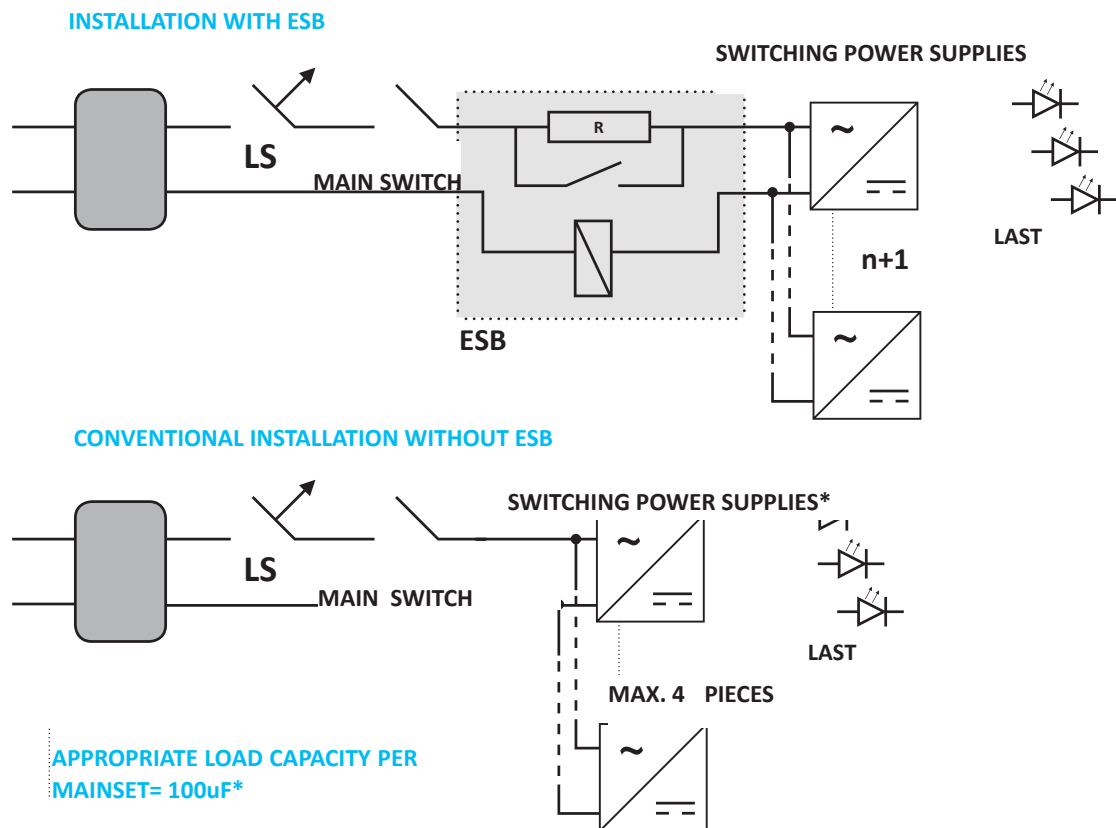 INSTALLATION WITH ESB
SWITCHING POWER SUPPLIES
R
LS
MAIN SWITCH
~
LAST
n+1
ESB
~
CONVENTIONAL INSTALLATION WITHOUT ESB
SWITCHING POWER SUPPLIES*
~
LS
MAIN SWITCH
LAST
MAX. 4 PIECES
~
APPROPRIATE LOAD CAPACITY PER
MAINSET= 100uF*